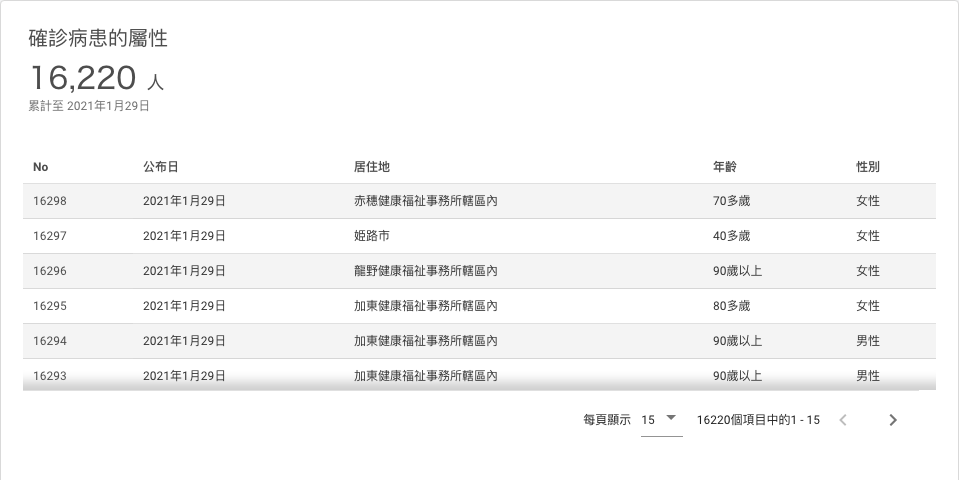 確診病患的屬性
16,220 人
累計至 2021年1月29日
No 公布日 居住地 年齡 性別
16298 2021年1月29日 赤穗健康福祉事務所轄區內 70多歲 女性
16297 2021年1月29日 姫路市 40多歲 女性
16296 2021年1月29日 龍野健康福祉事務所轄區內 90歲以上 女性
16295 2021年1月29日 加東健康福祉事務所轄區內 80多歲 女性
16294 2021年1月29日 加東健康福祉事務所轄區內 90歲以上 男性
16293 2021年1月29日 加東健康福祉事務所轄區內 90歲以上 男性
每頁顯示 15 16220個項目中的1 - 15